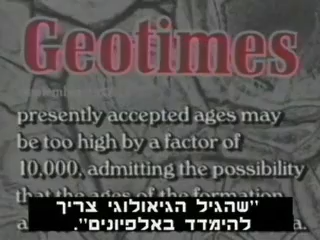 Geotimes
presently accepted ages may
be too high by a factor of
10,000, admitting the possibility
that the ages of the formation
"שהגיל הגיאולוגי צריך
להימדד באלפיונים".